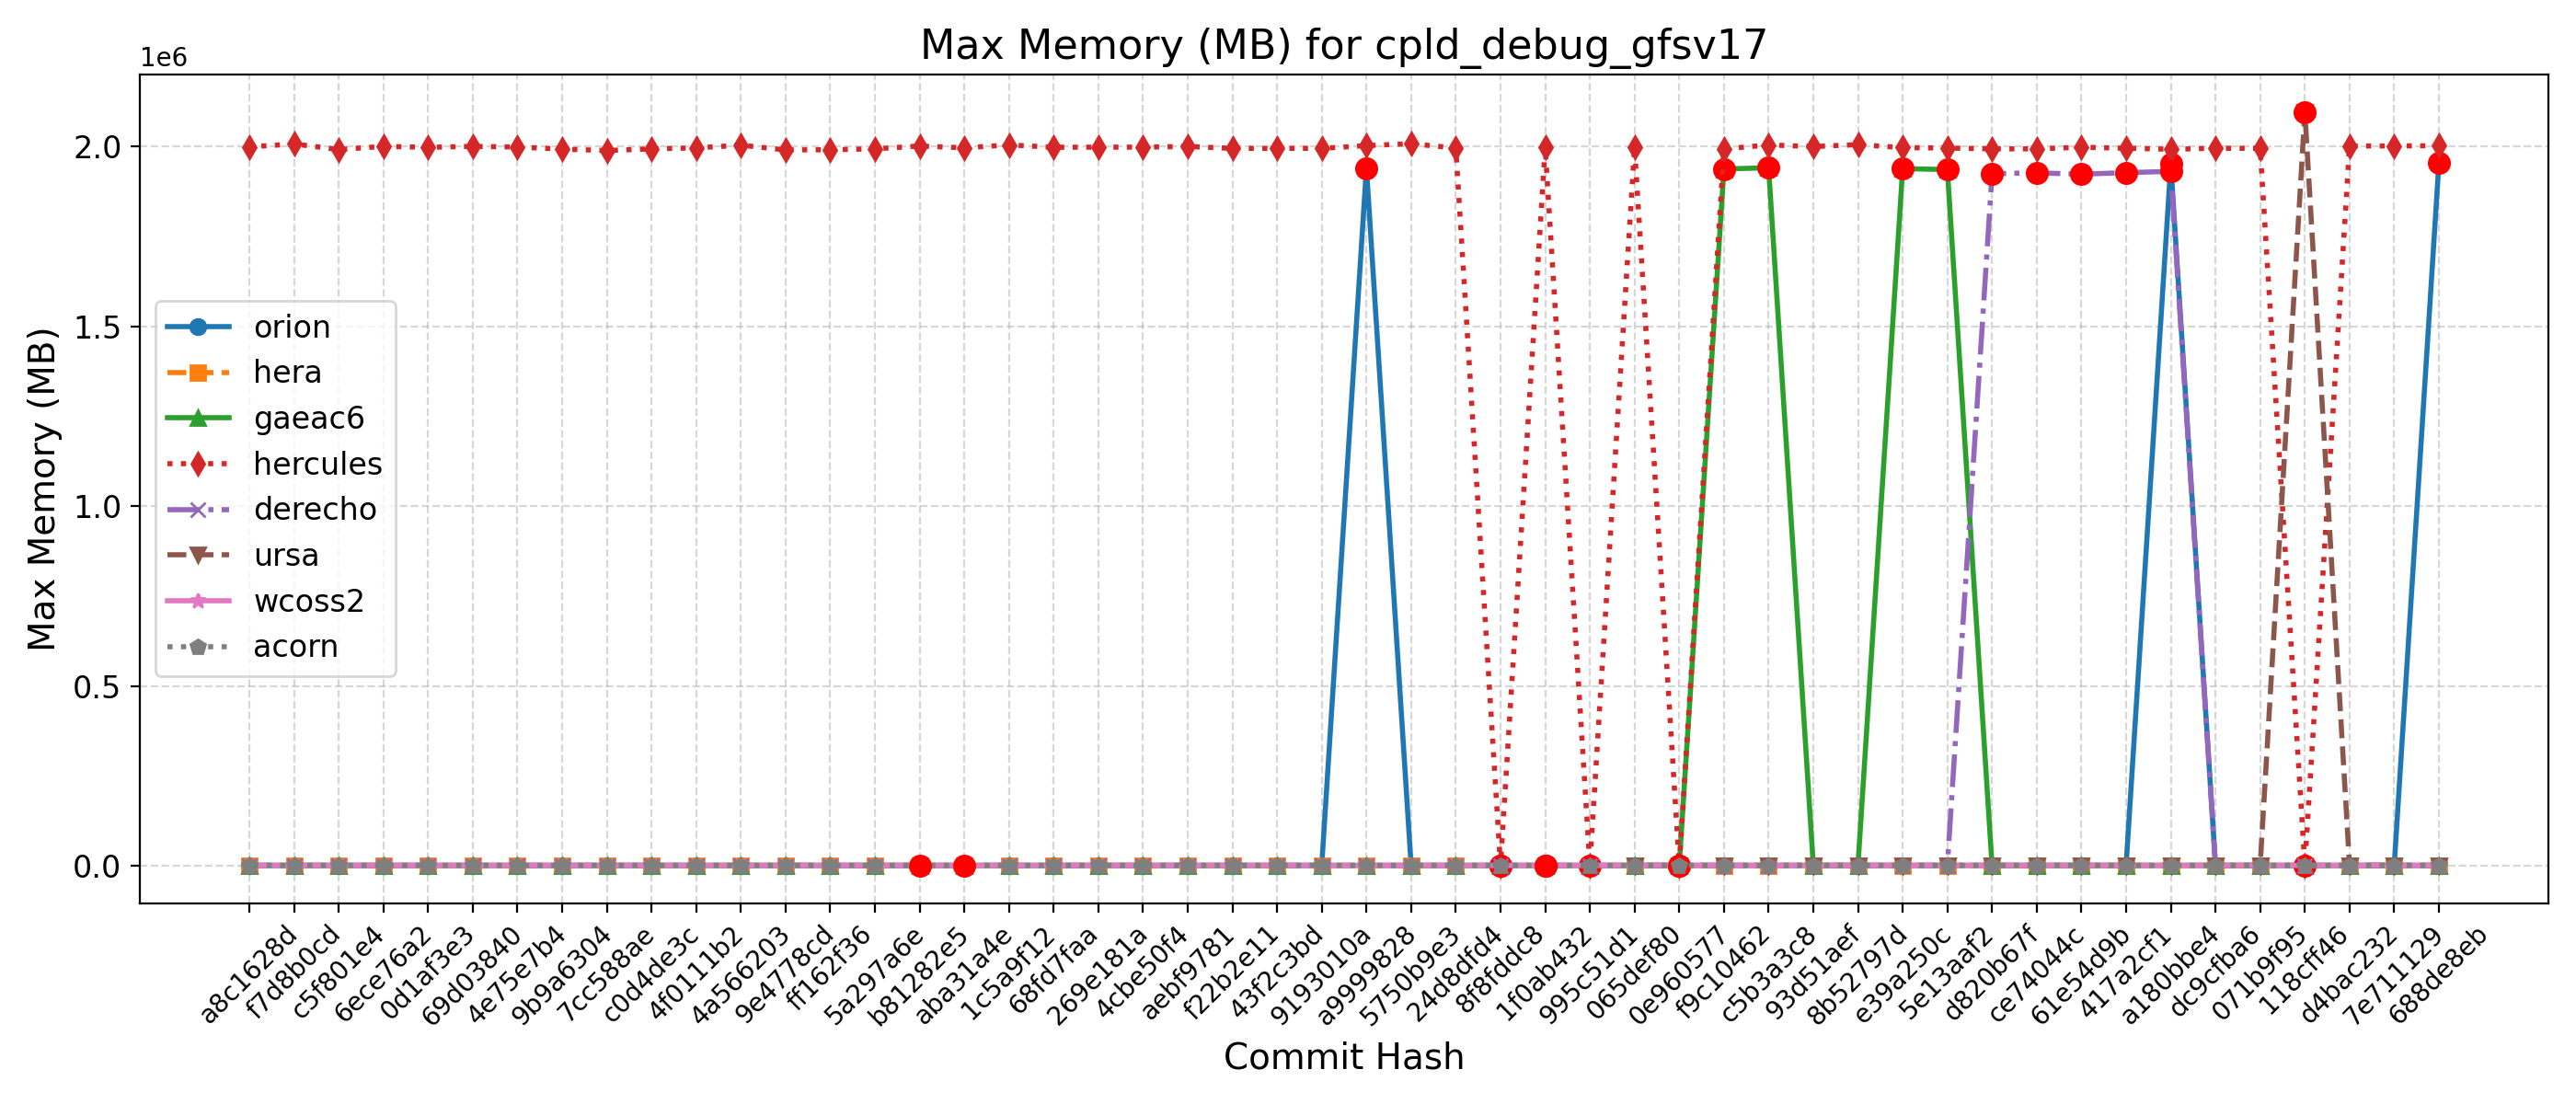 Max Memory (MB) for cpld_debug_gfsv17
1e6
2.0
1.5
1.0
0.5
0.0
Max Memory (MB)
orion
hera
gaeac6
hercules
derecho
ursa
wcoss2
acorn
a8c1628d
f7d8b0cd
c5f801e4
6ece76a2
0d1af3e3
69d03840
4e75e7b4
9b9a6304
7cc588ae
c0d4de3c
4f0111b2
4a566203
9e4778cd
ff162f36
5a297a6e
b81282e5
aba31a4e
1c5a9f12
68fd7faa
269e181a
4cbe50f4
aebf9781
f22b2e11
43f2c3bd
9193010a
a9999828
5750b9e3
24d8dfd4
8f8fddc8
1f0ab432
995c51d1
065def80
0e960577
f9c10462
c5b3a3c8
93d51aef
8b52797d
e39a250c
5e13aaf2
d820b67f
ce74044c
61e54d9b
417a2cf1
a180bbe4
dc9cfba6
071b9f95
118cff46
d4bac232
7e711129
688de8eb
Commit Hash